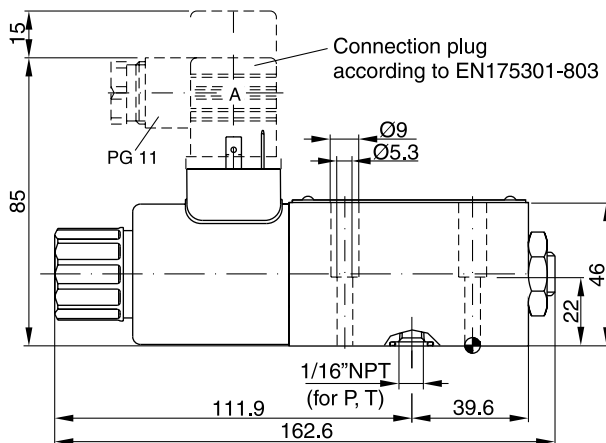 15
Connection plug
according to EN175301-803
A
PG 11
Ø9
Ø5.3
85
46
22
1/16”NPT
(for P, T)
111.9
39.6
162.6